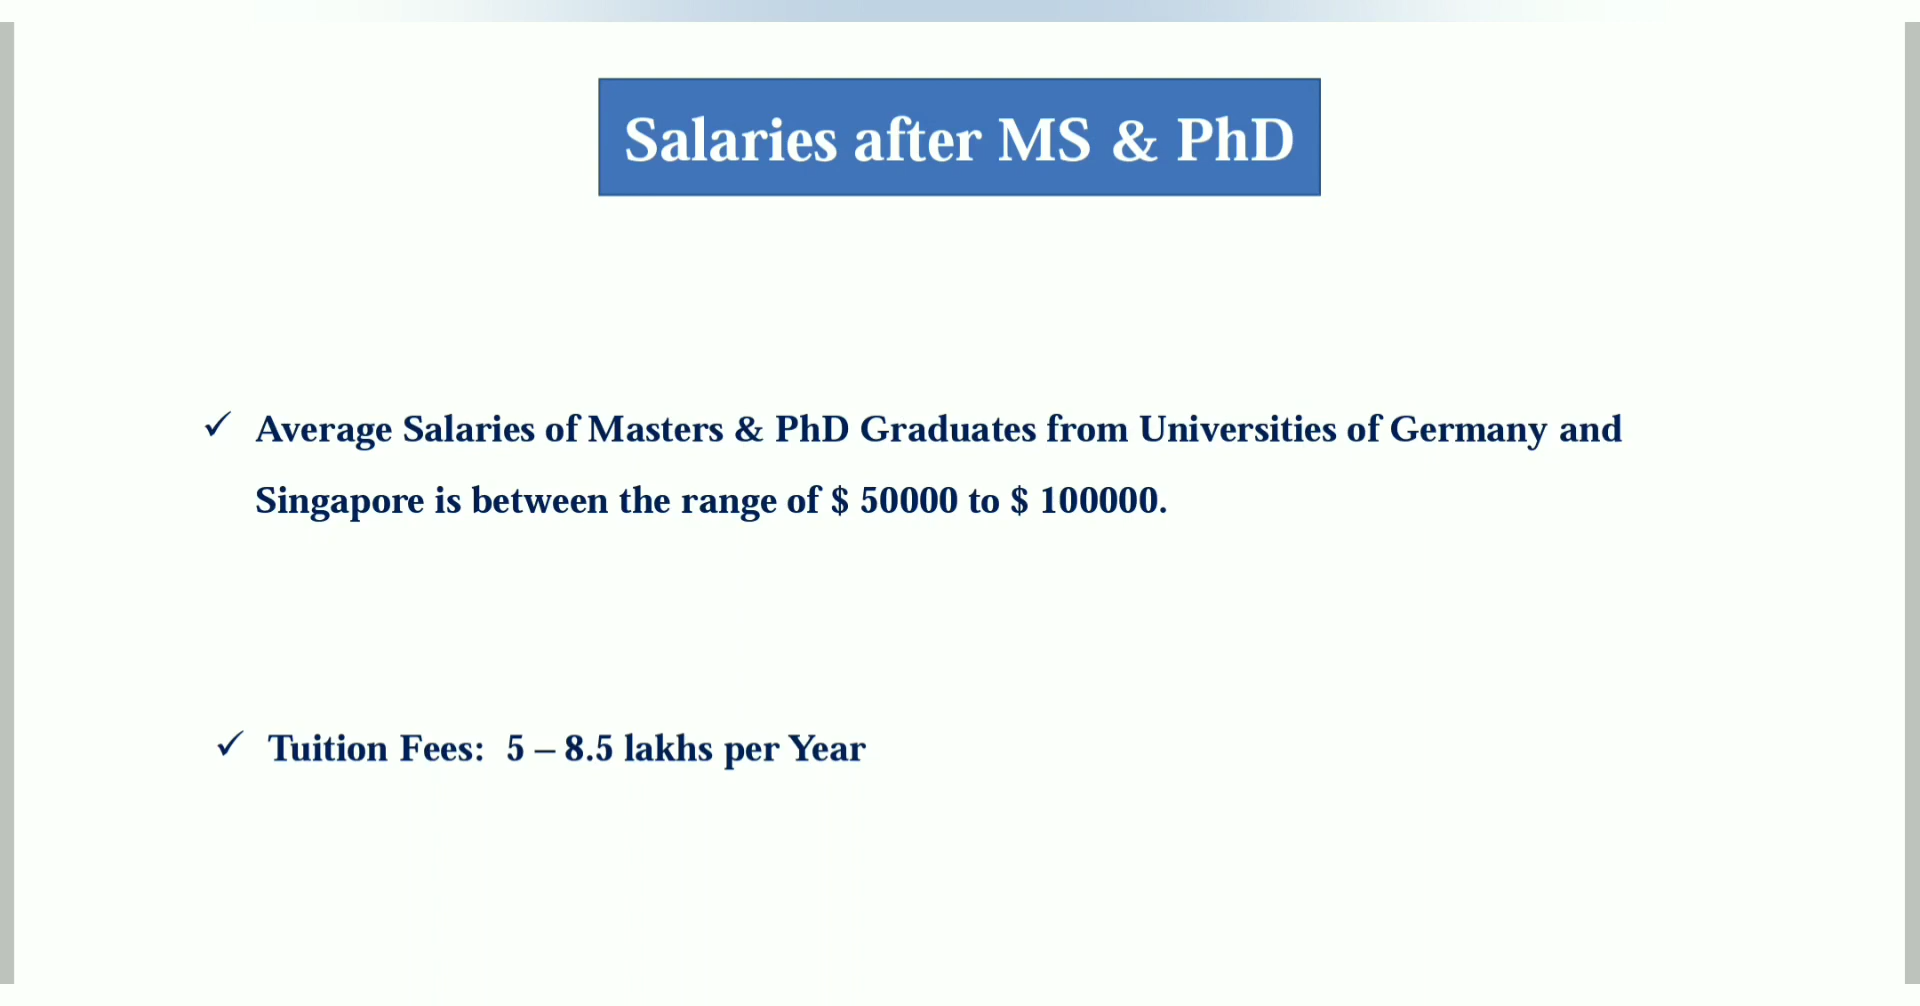 Salaries after MS & PhD
✓ Average Salaries of Masters & PhD Graduates from Universities of Germany and
Singapore is between the range of $ 50000 to $ 100000.
✓ Tuition Fees: 5 – 8.5 lakhs per Year